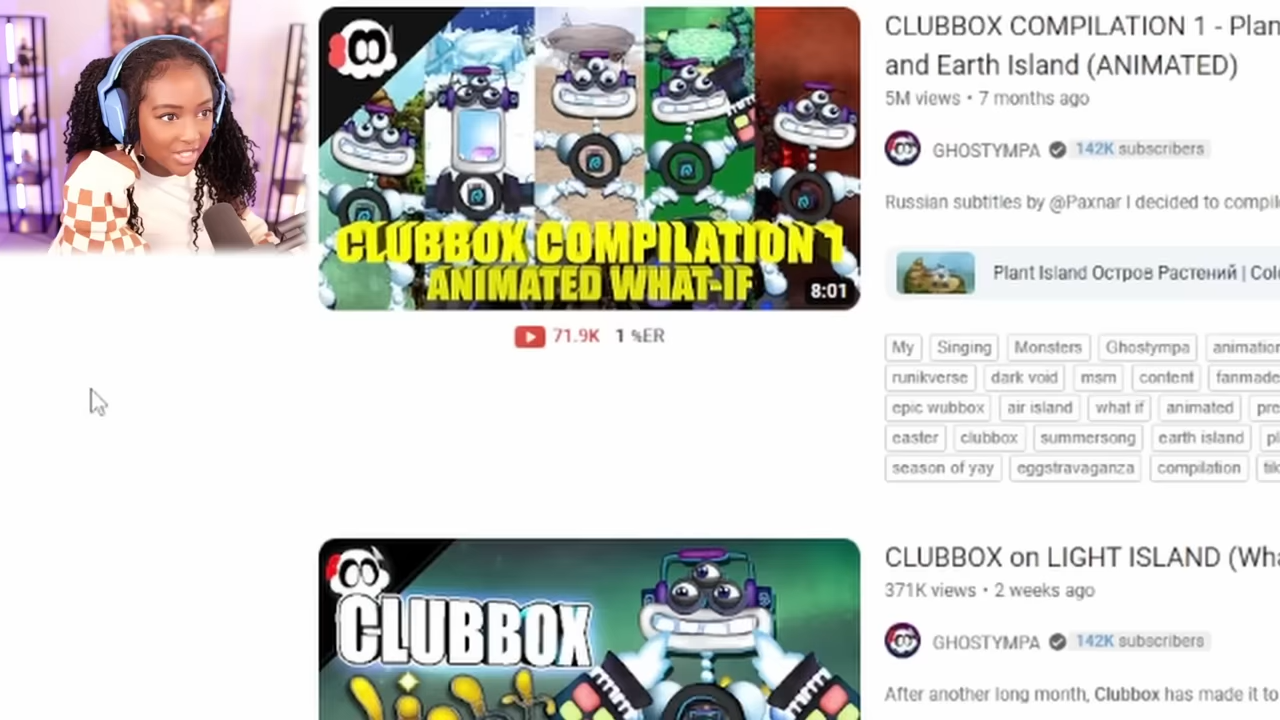 CLUBBOX COMPILATION 1
ANIMATED WHAT-IF
8:01
71.9K 1 %ER
CLUBBOX COMPILATION 1 - Plan
and Earth Island (ANIMATED)
5M views • 7 months ago
GHOSTYMPA 142K subscribers
Russian subtitles by @Paxnar I decided to compil
Plant Island Остров Растений | Col
My Singing Monsters Ghostympa animation
runikverse dark void msm content fanmade
epic wubbox air island what if animated pre
easter clubbox summersong earth island pl
season of yay eggstravaganza compilation tik
CLUBBOX
Light
CLUBBOX on LIGHT ISLAND (Wha
371K views • 2 weeks ago
GHOSTYMPA 142K subscribers
After another long month, Clubbox has made it to